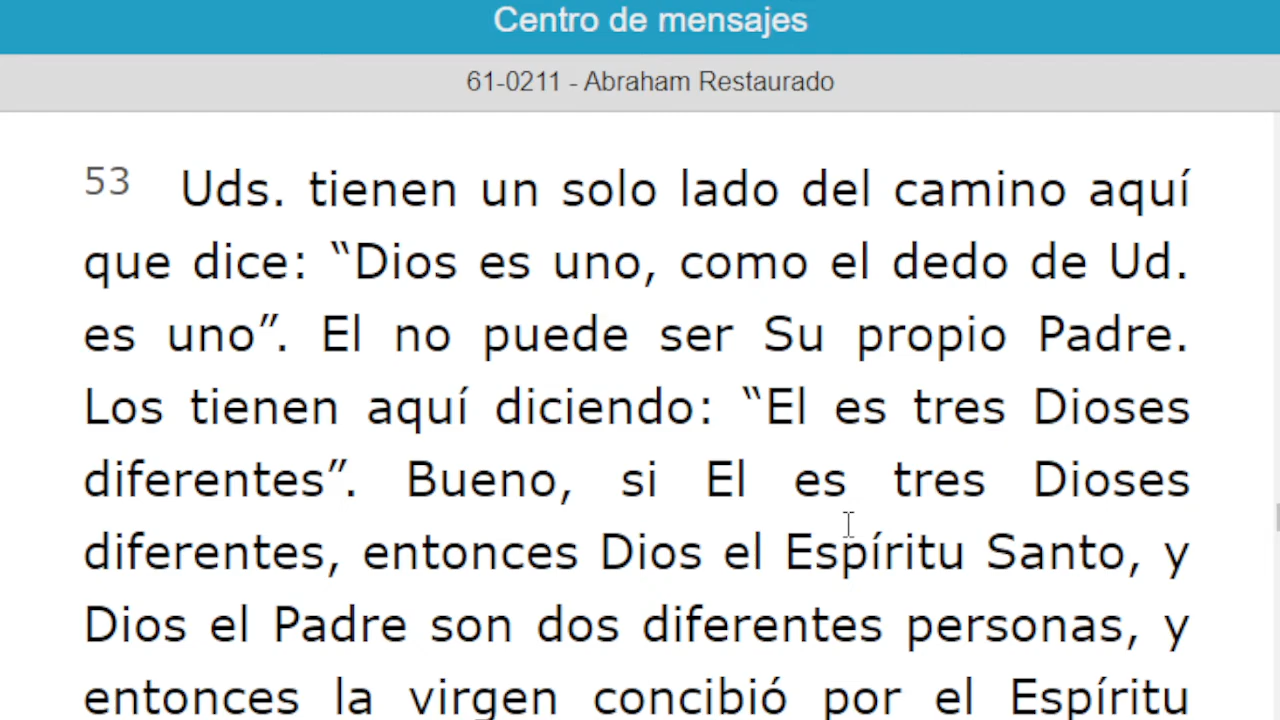 Centro de mensajes
61-0211 - Abraham Restaurado
53 Uds. tienen un solo lado del camino aquí
que dice: “Dios es uno, como el dedo de Ud.
es uno”. El no puede ser Su propio Padre.
Los tienen aquí diciendo: “El es tres Dioses
diferentes”. Bueno, si El es tres Dioses
diferentes, entonces Dios el Espíritu Santo, y
Dios el Padre son dos diferentes personas, y
entonces la virgen concibió por el Espíritu